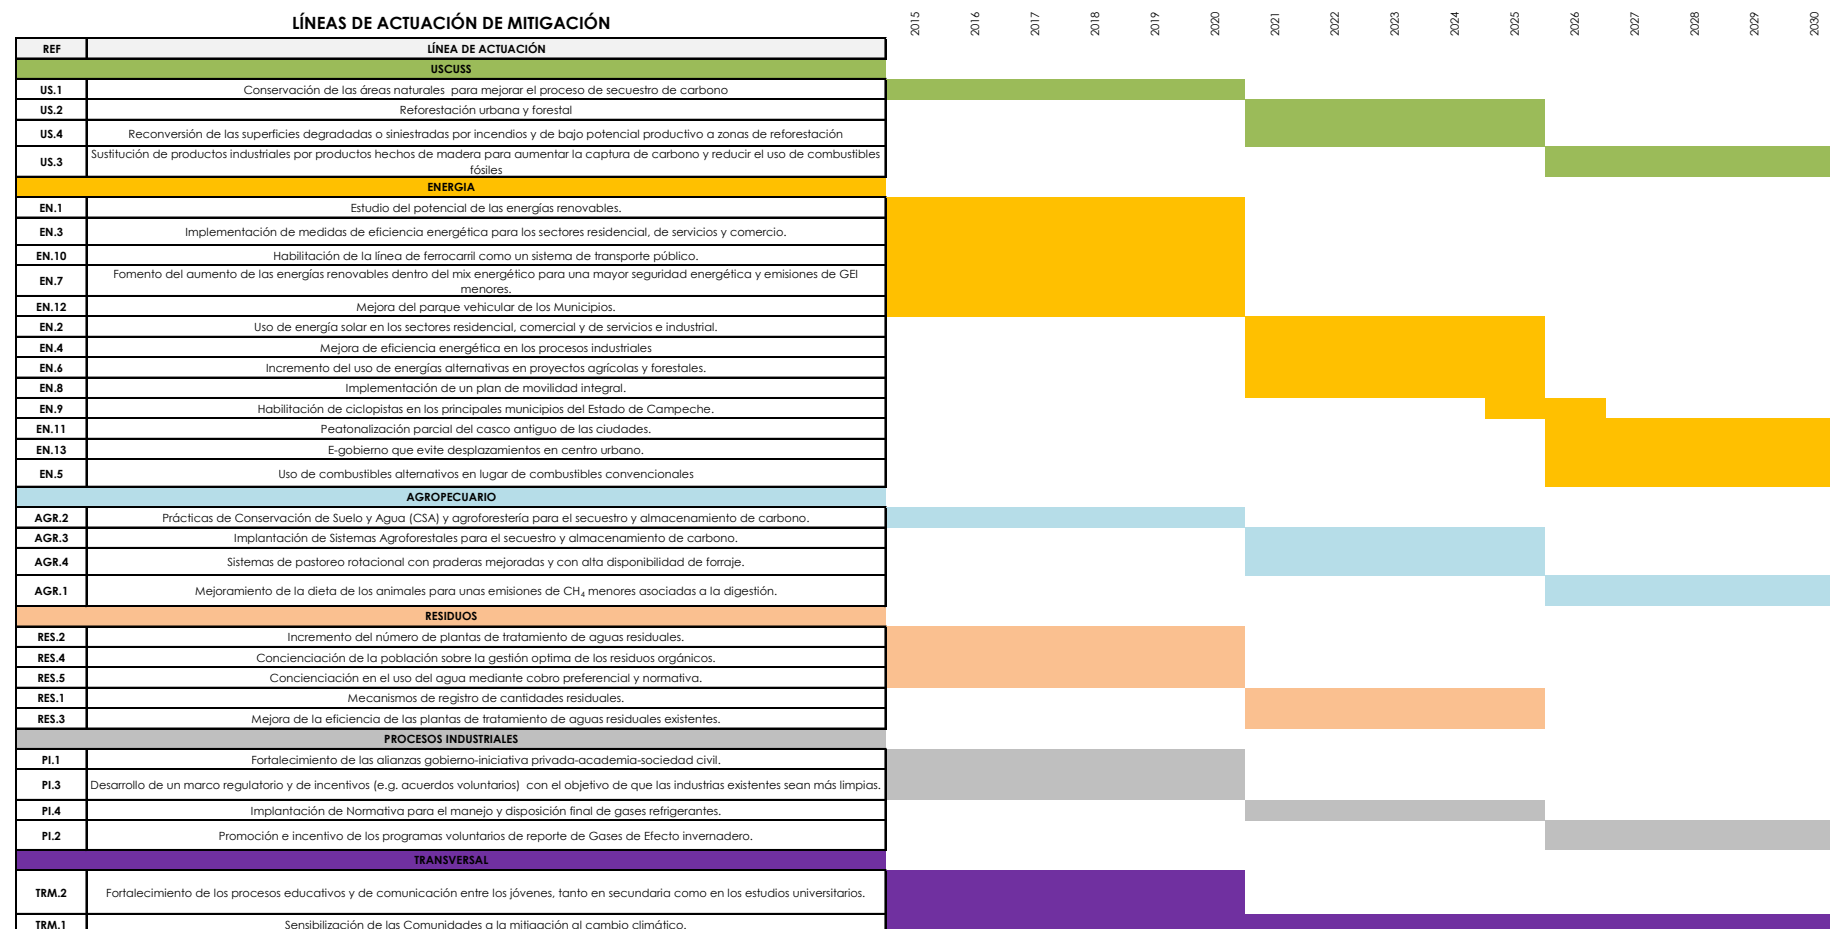 LÍNEAS DE ACTUACIÓN DE MITIGACIÓN
2015 2016 2017 2018 2019 2020 2021 2022 2023 2024 2025 2026 2027 2028 2029 2030
REF LÍNEA DE ACTUACIÓN
USCUSS
US.1 Conservación de las áreas naturales para mejorar el proceso de secuestro de carbono
US.2 Reforestación urbana y forestal
US.4 Reconversión de las superficies degradadas o siniestradas por incendios y de bajo potencial productivo a zonas de reforestación
US.3 Sustitución de productos industriales por productos hechos de madera para aumentar la captura de carbono y reducir el uso de combustibles
fósiles
ENERGIA
EN.1 Estudio del potencial de las energías renovables.
EN.3 Implementación de medidas de eficiencia energética para los sectores residencial, de servicios y comercio.
EN.10 Habilitación de la línea de ferrocarril como un sistema de transporte público.
EN.7 Fomento del aumento de las energías renovables dentro del mix energético para una mayor seguridad energética y emisiones de GEI
menores.
EN.12 Mejora del parque vehicular de los Municipios.
EN.2 Uso de energía solar en los sectores residencial, comercial y de servicios e industrial.
EN.4 Mejora de eficiencia energética en los procesos industriales
EN.6 Incremento del uso de energías alternativas en proyectos agrícolas y forestales.
EN.8 Implementación de un plan de movilidad integral.
EN.9 Habilitación de ciclopistas en los principales municipios del Estado de Campeche.
EN.11 Peatonalización parcial del casco antiguo de las ciudades.
EN.13 E-gobierno que evite desplazamientos en centro urbano.
EN.5 Uso de combustibles alternativos en lugar de combustibles convencionales
AGROPECUARIO
AGR.2 Prácticas de Conservación de Suelo y Agua (CSA) y agroforestería para el secuestro y almacenamiento de carbono.
AGR.3 Implantación de Sistemas Agroforestales para el secuestro y almacenamiento de carbono.
AGR.4 Sistemas de pastoreo rotacional con praderas mejoradas y con alta disponibilidad de forraje.
AGR.1 Mejoramiento de la dieta de los animales para unas emisiones de CH₄ menores asociadas a la digestión.
RESIDUOS
RES.2 Incremento del número de plantas de tratamiento de aguas residuales.
RES.4 Concienciación de la población sobre la gestión optima de los residuos orgánicos.
RES.5 Concienciación en el uso del agua mediante cobro preferencial y normativa.
RES.1 Mecanismos de registro de cantidades residuales.
RES.3 Mejora de la eficiencia de las plantas de tratamiento de aguas residuales existentes.
PROCESOS INDUSTRIALES
PI.1 Fortalecimiento de las alianzas gobierno-iniciativa privada-academia-sociedad civil.
PI.3 Desarrollo de un marco regulatorio y de incentivos (e.g. acuerdos voluntarios) con el objetivo de que las industrias existentes sean más limpias.
PI.4 Implantación de Normativa para el manejo y disposición final de gases refrigerantes.
PI.2 Promoción e incentivo de los programas voluntarios de reporte de Gases de Efecto invernadero.
TRANSVERSAL
TRM.2 Fortalecimiento de los procesos educativos y de comunicación entre los jóvenes, tanto en secundaria como en los estudios universitarios.
TRM.1 Sensibilización de las Comunidades a la mitigación al cambio climático.